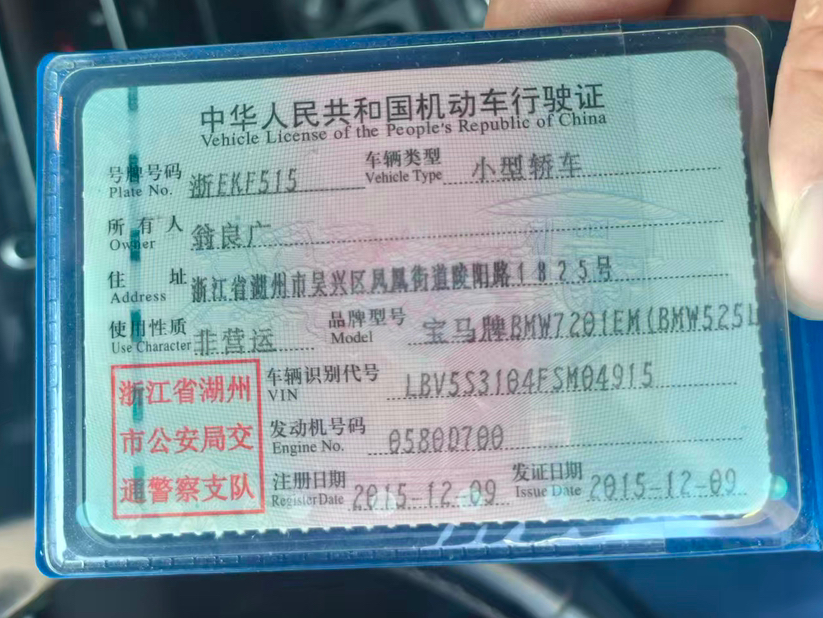 中华人民共和国机动车行驶证
Vehicle License of the People's Republic of China
号牌号码 浙EKF515 车辆类型 小型轿车
Plate No. Vehicle Type
所有人 翁良广
Owner
住址 浙江省湖州市吴兴区凤凰街道陵阳路1825号
Address
使用性质 非营运 品牌型号 宝马牌BMW7201EM(BMW525L
Use Character Model
浙江省湖州
市公安局交
通警察支队
车辆识别代号 LBV5S3104FSM04915
VIN
发动机号码 0580D700
Engine No.
注册日期 2015-12-09 发证日期 2015-12-09
Register Date Issue Date